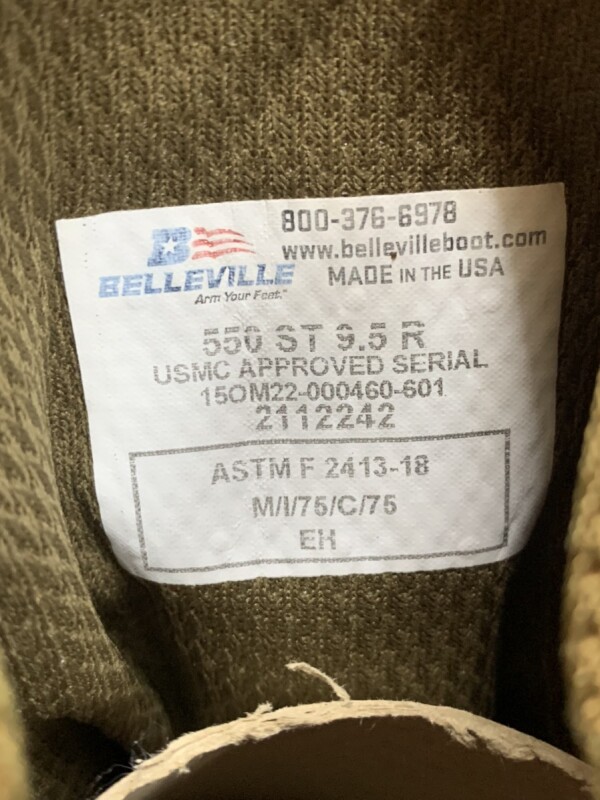 800-376-6978
www.bellevilleboot.com
MADE IN THE USA
BELLEVILLE
Arm Your Feet.™
550 ST 9.5 R
USMC APPROVED SERIAL
15OM22-000460-601
2112242
ASTM F 2413-18
M/I/75/C/75
EH